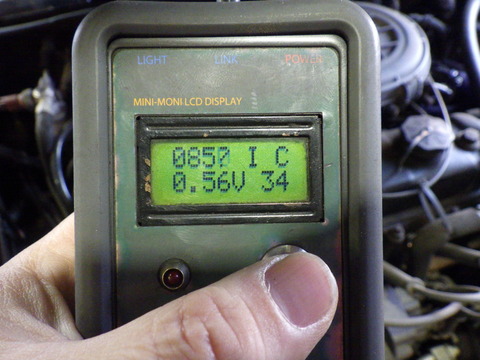 LIGHT LINK POWER
MINI-MONI LCD DISPLAY
0850 I C
0.56V 34